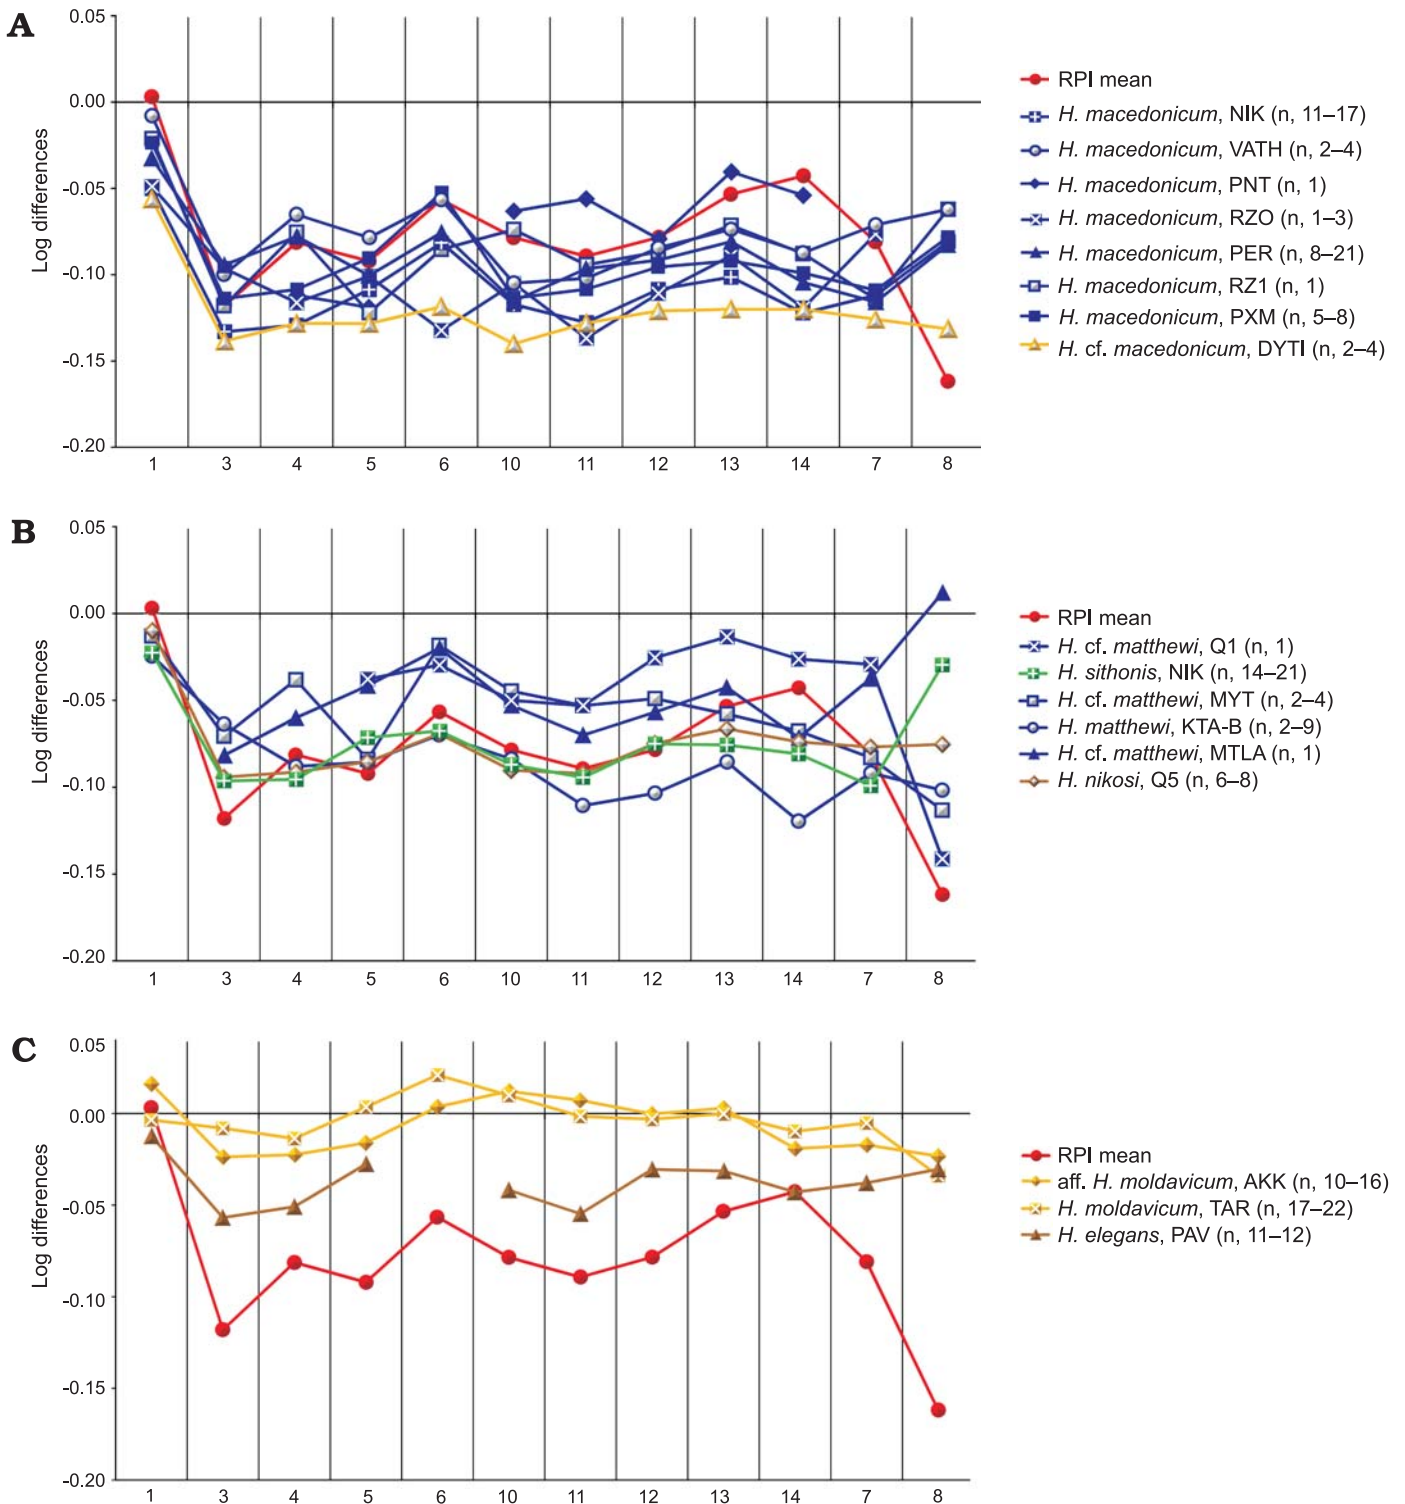 A
0.05
0.00
-0.05
-0.10
-0.15
-0.20
Log differences
1 3 4 5 6 10 11 12 13 14 7 8
RPI mean
H. macedonicum, NIK (n, 11–17)
H. macedonicum, VATH (n, 2–4)
H. macedonicum, PNT (n, 1)
H. macedonicum, RZO (n, 1–3)
H. macedonicum, PER (n, 8–21)
H. macedonicum, RZ1 (n, 1)
H. macedonicum, PXM (n, 5–8)
H. cf. macedonicum, DYTI (n, 2–4)
B
0.05
0.00
-0.05
-0.10
-0.15
-0.20
Log differences
1 3 4 5 6 10 11 12 13 14 7 8
RPI mean
H. cf. matthewi, Q1 (n, 1)
H. sithonis, NIK (n, 14–21)
H. cf. matthewi, MYT (n, 2–4)
H. matthewi, KTA-B (n, 2–9)
H. cf. matthewi, MTLA (n, 1)
H. nikosi, Q5 (n, 6–8)
C
0.05
0.00
-0.05
-0.10
-0.15
-0.20
Log differences
1 3 4 5 6 10 11 12 13 14 7 8
RPI mean
aff. H. moldavicum, AKK (n, 10–16)
H. moldavicum, TAR (n, 17–22)
H. elegans, PAV (n, 11–12)